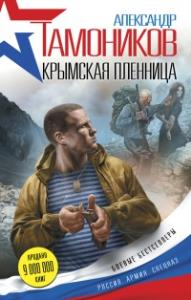 АЛЕКСАНДР
ТАМОНИКОВ
КРЫМСКАЯ ПЛЕННИЦА
ПРОДАНО
9 000 000
КНИГ
БОЕВЫЕ БЕСТСЕЛЛЕРЫ
РОССИЯ. АРМИЯ. СПЕЦНАЗ